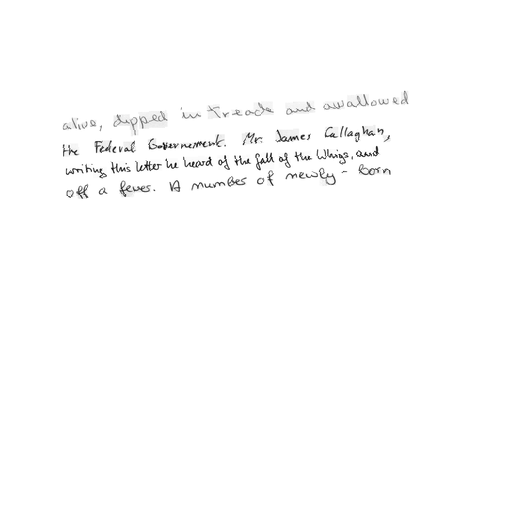 alive, dipped in treacle and swallowed
the Federal Government. Mr. James Callaghan,
writing this letter he heard of the fall of the Whigs, and
off a fever. A number of newly - born